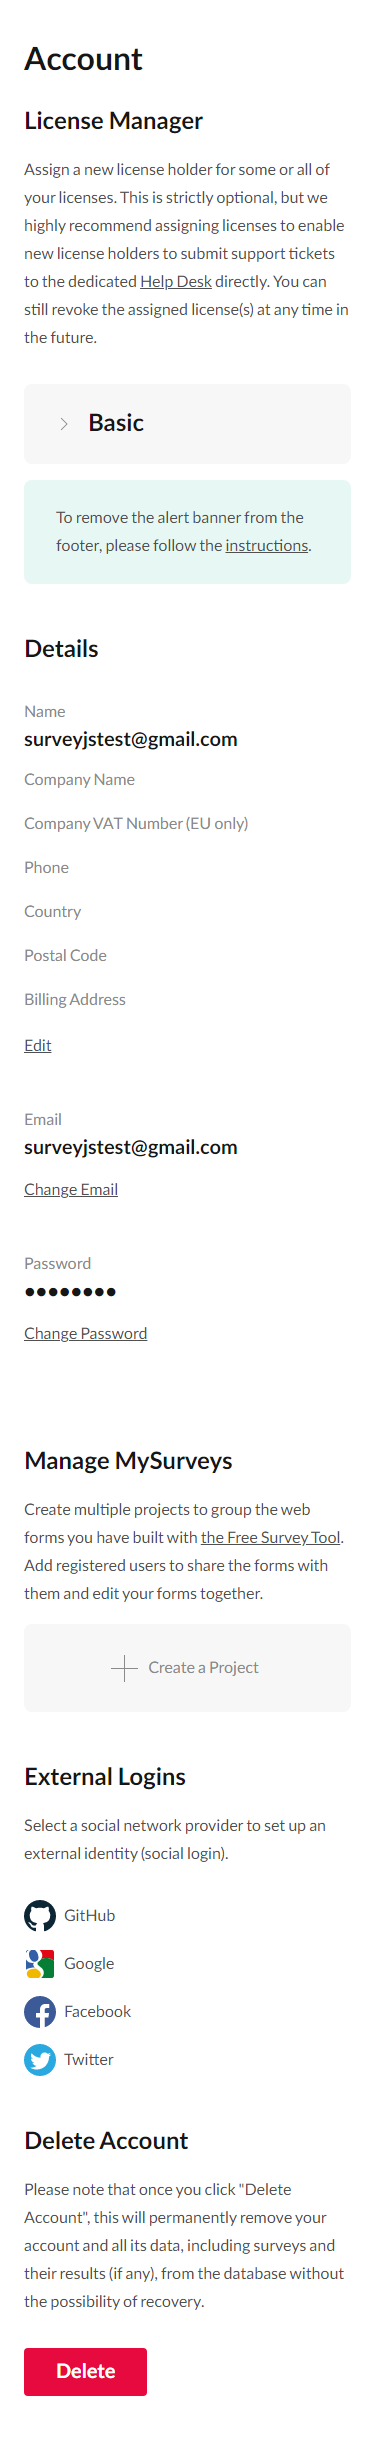 Account
License Manager
Assign a new license holder for some or all of
your licenses. This is strictly optional, but we
highly recommend assigning licenses to enable
new license holders to submit support tickets
to the dedicated Help Desk directly. You can
still revoke the assigned license(s) at any time in
the future.
Basic
To remove the alert banner from the
footer, please follow the instructions.
Details
Name
surveyjstest@gmail.com
Company Name
Company VAT Number (EU only)
Phone
Country
Postal Code
Billing Address
Edit
Email
surveyjstest@gmail.com
Change Email
Password
●●●●●●●●
Change Password
Manage MySurveys
Create multiple projects to group the web
forms you have built with the Free Survey Tool.
Add registered users to share the forms with
them and edit your forms together.
Create a Project
External Logins
Select a social network provider to set up an
external identity (social login).
GitHub
Google
Facebook
Twitter
Delete Account
Please note that once you click "Delete
Account", this will permanently remove your
account and all its data, including surveys and
their results (if any), from the database without
the possibility of recovery.
Delete